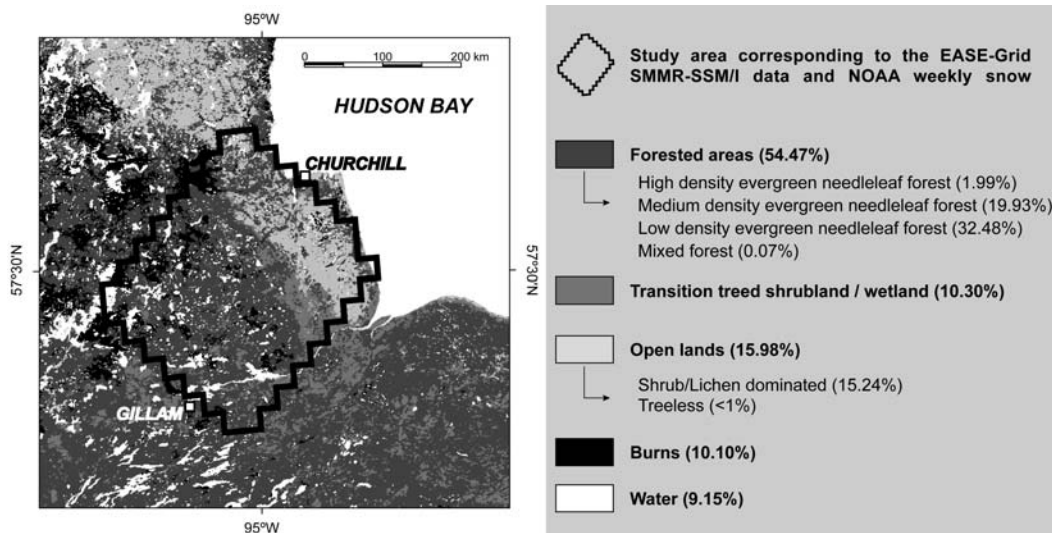 95ºW
0 100 200 km
HUDSON BAY
CHURCHILL
57º30'N
57º30'N
GILLAM
95ºW
Study area corresponding to the EASE-Grid
SMMR-SSM/I data and NOAA weekly snow
Forested areas (54.47%)
High density evergreen needleleaf forest (1.99%)
Medium density evergreen needleleaf forest (19.93%)
Low density evergreen needleleaf forest (32.48%)
Mixed forest (0.07%)
Transition treed shrubland / wetland (10.30%)
Open lands (15.98%)
Shrub/Lichen dominated (15.24%)
Treeless (<1%)
Burns (10.10%)
Water (9.15%)